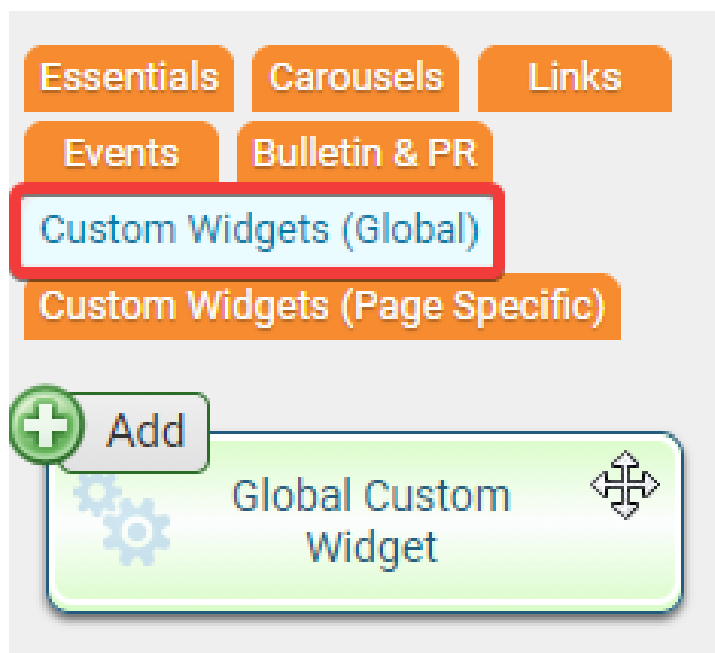 Essentials Carousels Links
Events Bulletin & PR
Custom Widgets (Global)
Custom Widgets (Page Specific)
Add
Global Custom
Widget